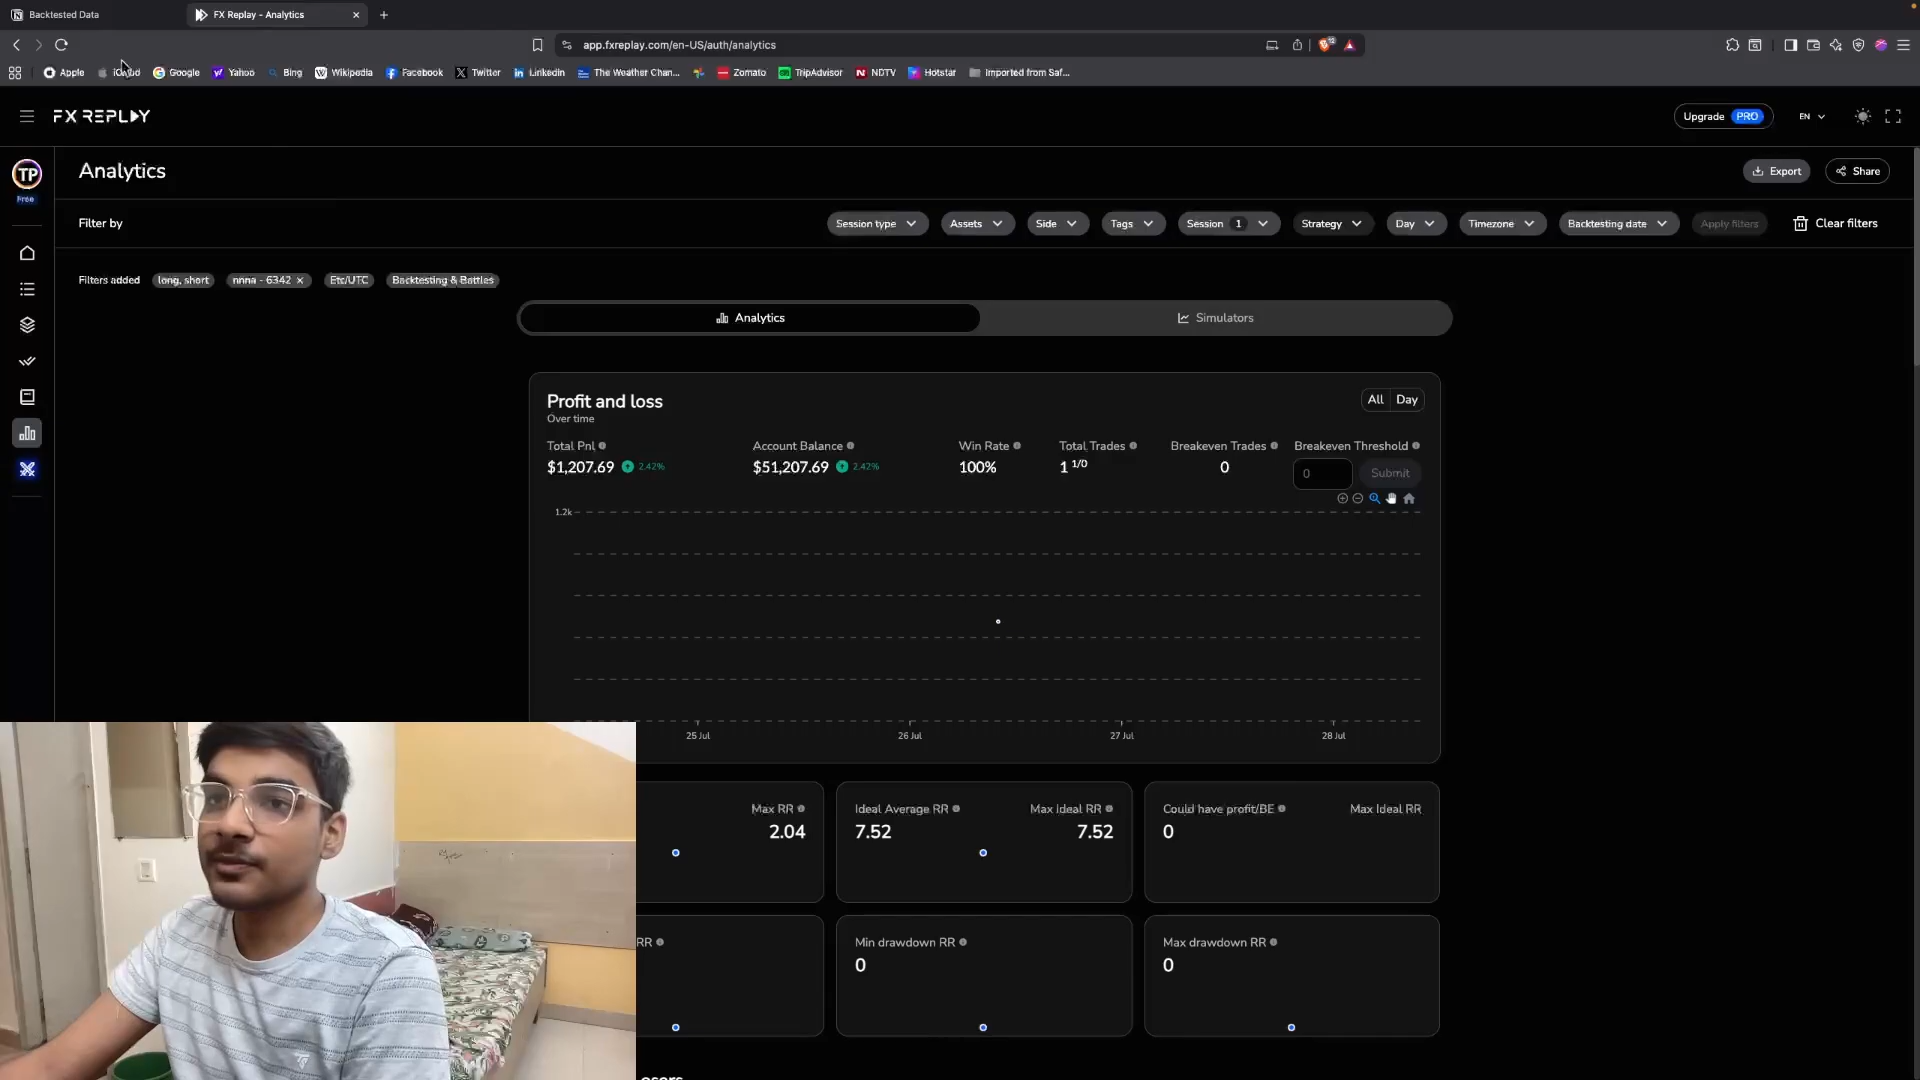 Backtested Data
FX Replay - Analytics
app.fxreplay.com/en-US/auth/analytics
Apple
Google
Yahoo
Bing
Wikipedia
Facebook
Twitter
LinkedIn
The Weather Chan...
Zomato
TripAdvisor
NDTV
Hotstar
Imported from Saf...
FX REPLAY
Upgrade PRO
EN
TP
Free
Analytics
Export
Share
Filter by
Session type
Assets
Side
Tags
Session 1
Strategy
Day
Timezone
Backtesting date
Apply filters
Clear filters
Filters added
long, short
nnna - 6342
Etc/UTC
Backtesting & Battles
Analytics
Simulators
Profit and loss
Over time
All
Day
Total Pnl
$1,207.69
2.42%
Account Balance
$51,207.69
2.42%
Win Rate
100%
Total Trades
1 1/0
Breakeven Trades
0
Breakeven Threshold
0
Submit
1.2k
25 Jul
26 Jul
27 Jul
28 Jul
Max RR
2.04
Ideal Average RR
7.52
Max Ideal RR
7.52
Could have profit/BE
0
Max Ideal RR
RR
Min drawdown RR
0
Max drawdown RR
0